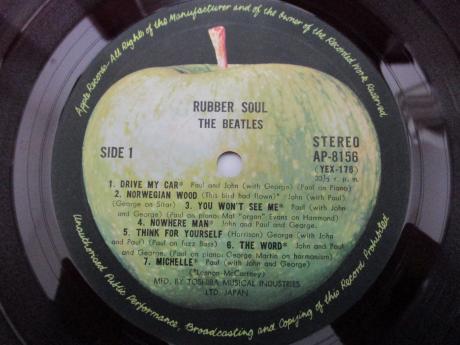 Apple Records - All Rights of the Manufacturer and of the Owner of the Recorded Work Reserved.
RUBBER SOUL
THE BEATLES
SIDE 1
STEREO
AP-8156
(YEX-178)
33⅓ r. p. m.
1. DRIVE MY CAR* Paul and John (with George) (Paul on Piano)
2. NORWEGIAN WOOD (This bird had flown)* John (with Paul)
(George on Sitar) 3. YOU WON'T SEE ME* Paul (with John
and George) (Paul on piano: Mal "organ" Evans on Hammond)
4. NOWHERE MAN* John and Paul and George.
5. THINK FOR YOURSELF (Harrison) George (with John
and Paul) (Paul on fuzz Bass) 6. THE WORD* John and Paul
and George. (Paul on piano: George Martin on harmonium)
7. MICHELLE* Paul (with John and George)
(*Lennon-McCartney)
MFD. BY TOSHIBA MUSICAL INDUSTRIES
LTD. JAPAN
Unauthorised Public Performance, Broadcasting and Copying of this Record Prohibited